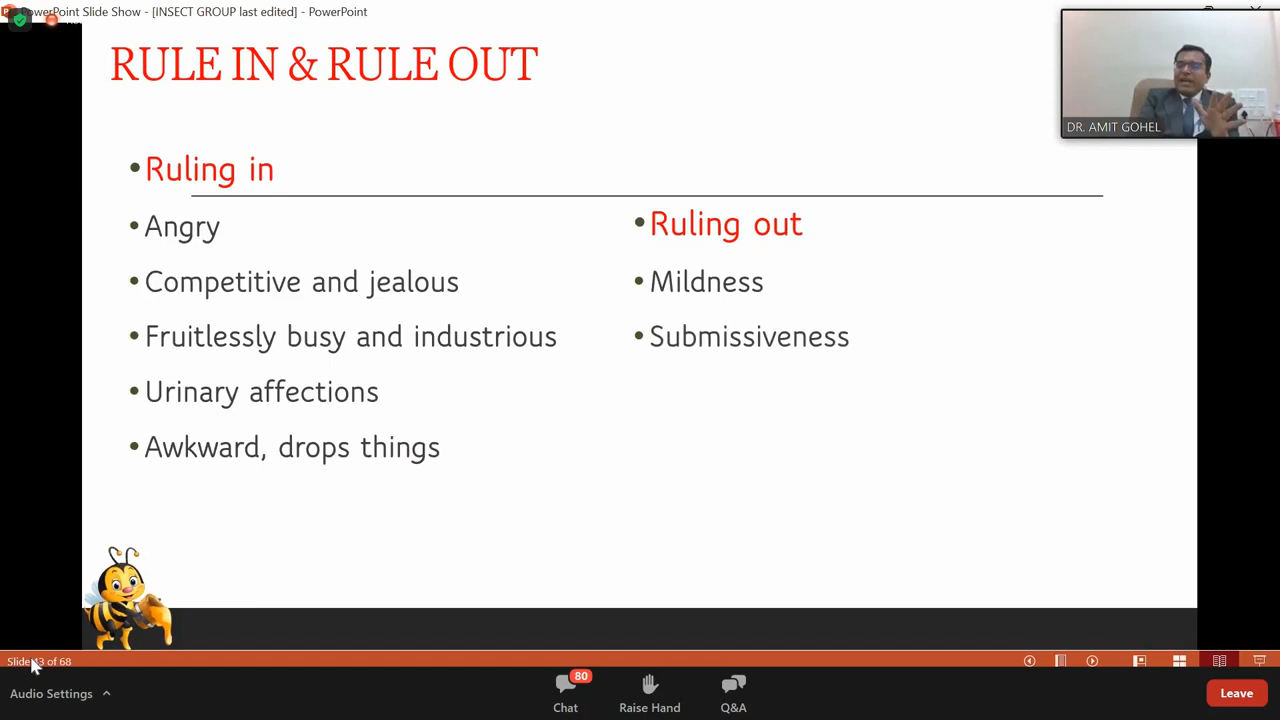 PowerPoint Slide Show - [INSECT GROUP last edited] - PowerPoint
RULE IN & RULE OUT
DR. AMIT GOHEL
•Ruling in
•Angry
•Competitive and jealous
•Fruitlessly busy and industrious
•Urinary affections
•Awkward, drops things
•Ruling out
•Mildness
•Submissiveness
Slide 43 of 68
Audio Settings
80
Chat
Raise Hand
Q&A
Leave